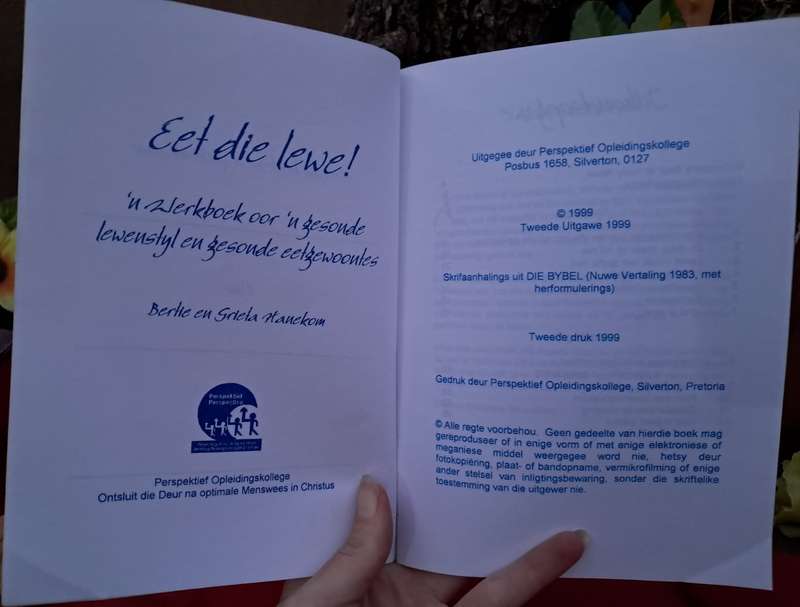 Eet die lewe!
'n Werkboek oor 'n gesonde
lewenstyl en gesonde eetgewoontes
Bertie en Griela Hanekom
Perspektief
Perspective
Perspektief Opleidingskollege
Ontsluit die Deur na optimale Menswees in Christus
Uitgegee deur Perspektief Opleidingskollege
Posbus 1658, Silverton, 0127
© 1999
Tweede Uitgawe 1999
Skrifaanhalings uit DIE BYBEL (Nuwe Vertaling 1983, met
herformulerings)
Tweede druk 1999
Gedruk deur Perspektief Opleidingskollege, Silverton, Pretoria
© Alle regte voorbehou. Geen gedeelte van hierdie boek mag
gereproduseer of in enige vorm of met enige elektroniese of
meganiese middel weergegee word nie, hetsy deur
fotokopiëring, plaat- of bandopname, vermikrofilming of enige
ander stelsel van inligtingsbewaring, sonder die skriftelike
toestemming van die uitgewer nie.